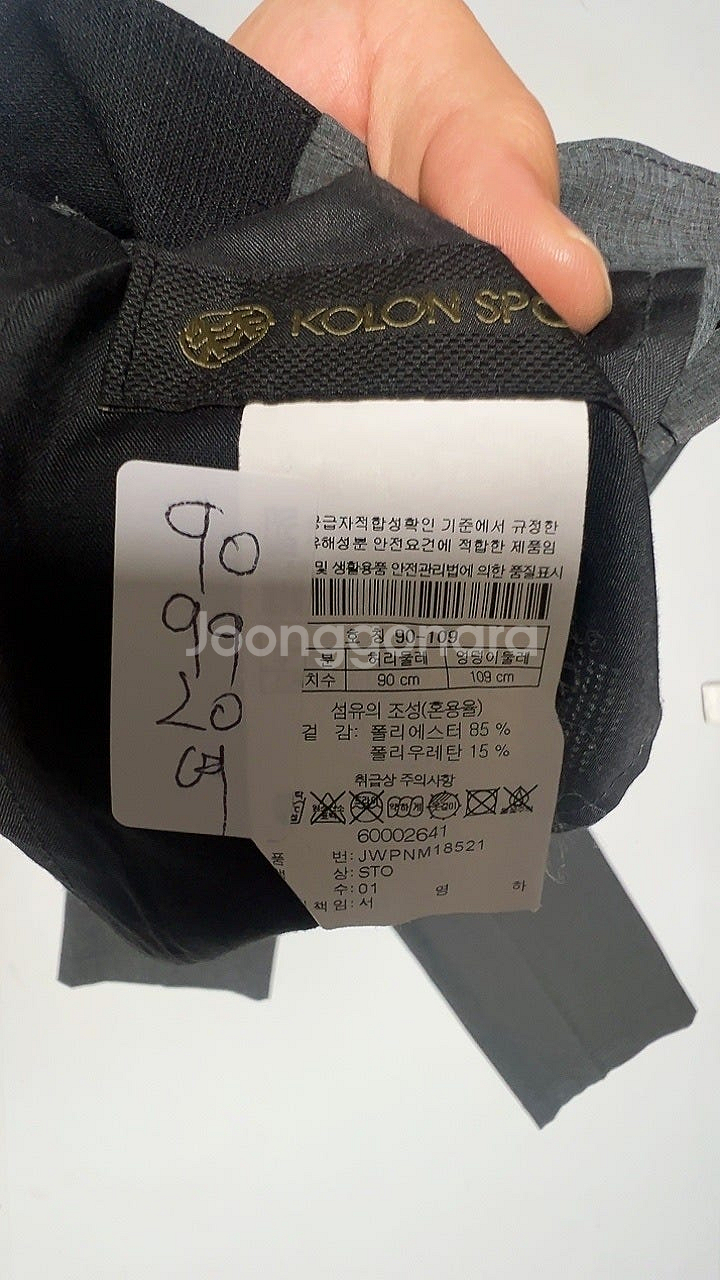 KOLON SPO
급자적합성확인 기준에서 규정한
유해성분 안전요건에 적합한 제품임
및 생활용품 안전관리법에 의한 품질표시
호칭 90-109
분 허리둘레 엉덩이둘레
치수 90 cm 109 cm
섬유의 조성(혼용율)
겉 감: 폴리에스터 85 %
폴리우레탄 15 %
취급상 주의사항
60002641
품 번: JWPNM18521
상: STO
수: 01 영 하
책임: 서
90
99
20
Joonggonara